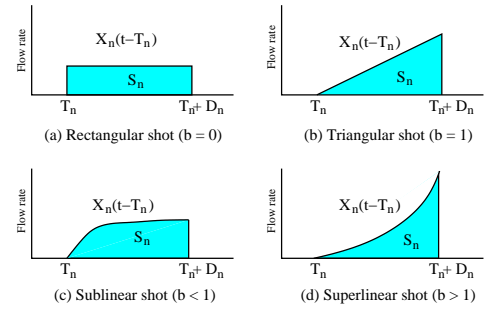 Flow rate
X_n(t−T_n)
S_n
T_n
T_n+ D_n
(a) Rectangular shot (b = 0)
Flow rate
X_n(t−T_n)
S_n
T_n
T_n+ D_n
(b) Triangular shot (b = 1)
Flow rate
X_n(t−T_n)
S_n
T_n
T_n+ D_n
(c) Sublinear shot (b < 1)
Flow rate
X_n(t−T_n)
S_n
T_n
T_n+ D_n
(d) Superlinear shot (b > 1)